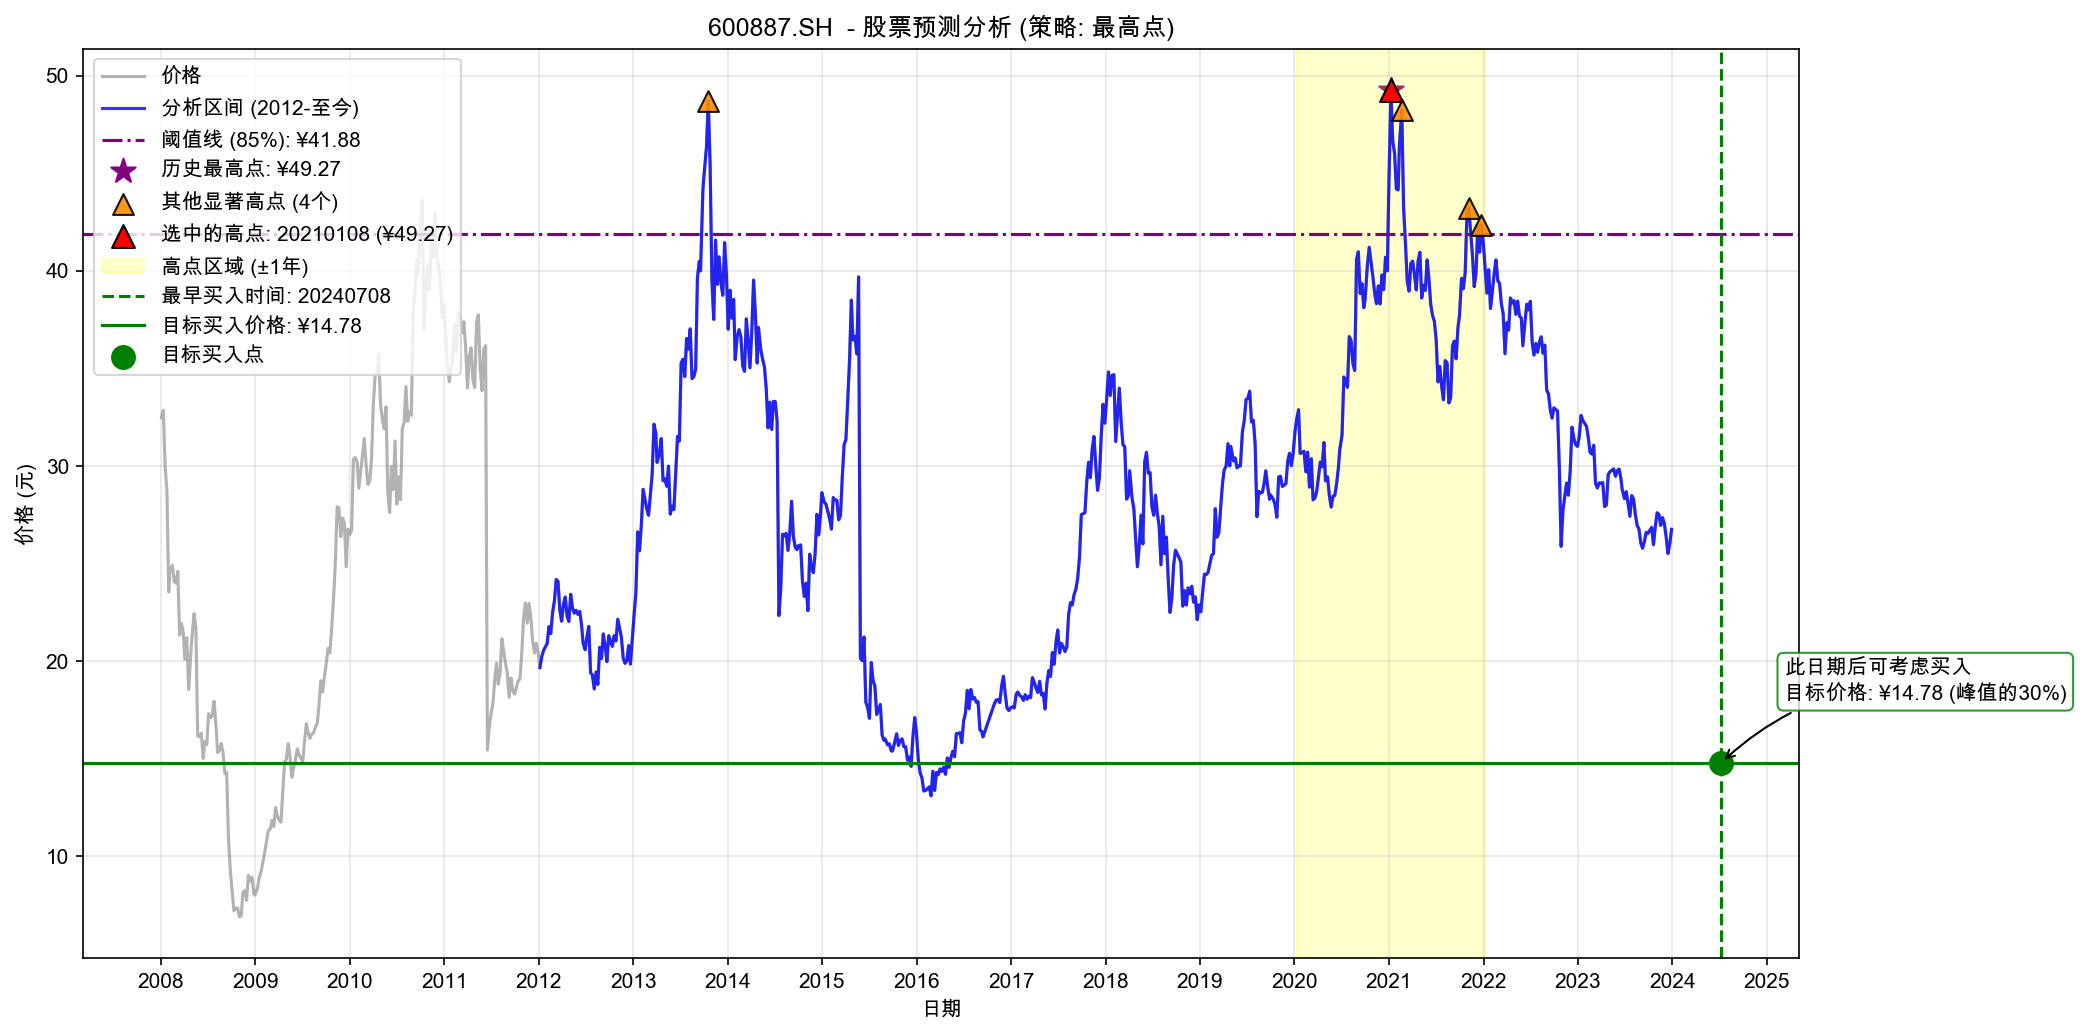 600887.SH - 股票预测分析 (策略: 最高点)
价格
分析区间 (2012-至今)
阈值线 (85%): ¥41.88
历史最高点: ¥49.27
其他显著高点 (4个)
选中的高点: 20210108 (¥49.27)
高点区域 (±1年)
最早买入时间: 20240708
目标买入价格: ¥14.78
目标买入点
50
40
30
20
10
价格 (元)
此日期后可考虑买入
目标价格: ¥14.78 (峰值的30%)
2008 2009 2010 2011 2012 2013 2014 2015 2016 2017 2018 2019 2020 2021 2022 2023 2024 2025
日期